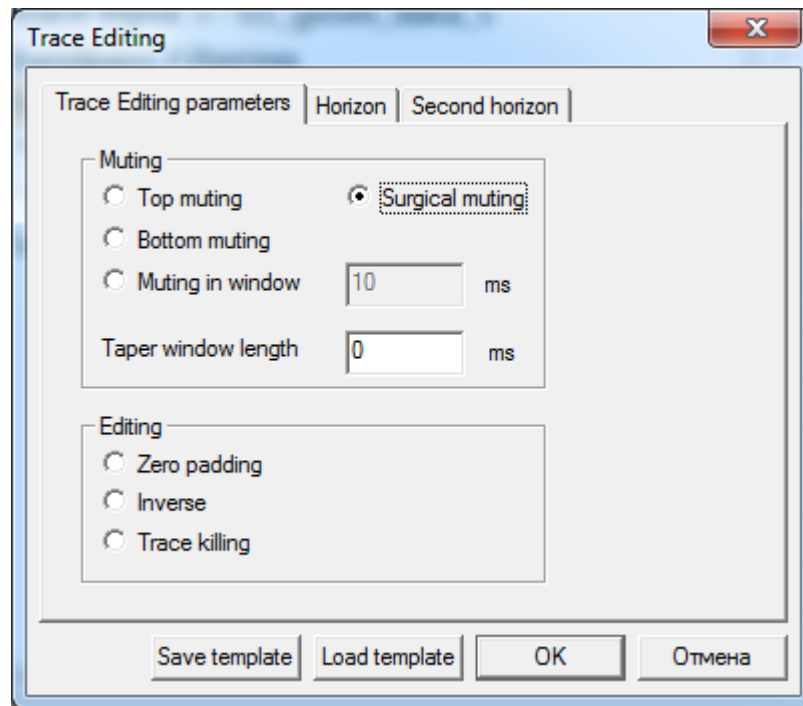 Trace Editing
Trace Editing parameters Horizon Second horizon
Muting
Top muting Surgical muting
Bottom muting
Muting in window 10 ms
Taper window length 0 ms
Editing
Zero padding
Inverse
Trace killing
Save template Load template OK Отмена